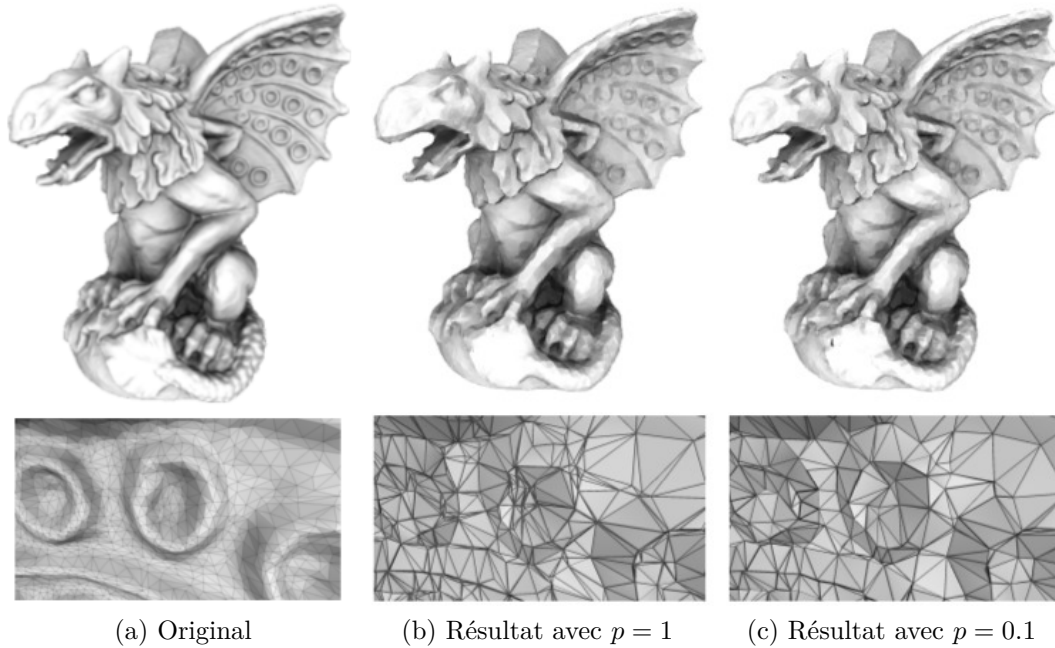 (a) Original
(b) Résultat avec p = 1
(c) Résultat avec p = 0.1